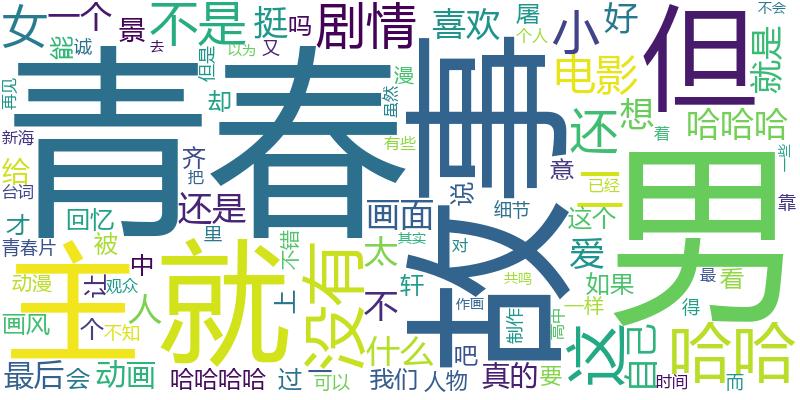 女
一个
景
不是
挺
吗
剧情
喜欢
屠
个人
小
好
不会
能
诚
去
但是
以为
又
但
就是
再见
青春
却
漫
虽然
故事
电影
还
想
哈哈哈
新海
给
台词
齐
把
还是
里
有些
画面
说
细节
意
二
已经
这个
着
一些
靠
男
才
回忆
青春片
被
中
主
就
不错
没有
太
其实
对
爱
如果
最
看
动漫
让
观众
人
上
不
轩
共鸣
作画
一样
得
画风
个
不知
什么
吧
制作
高中
这
自己
哈哈
最后
会
动画
哈哈哈哈
过
一
可以
我们
人物
真的
要
时间
而